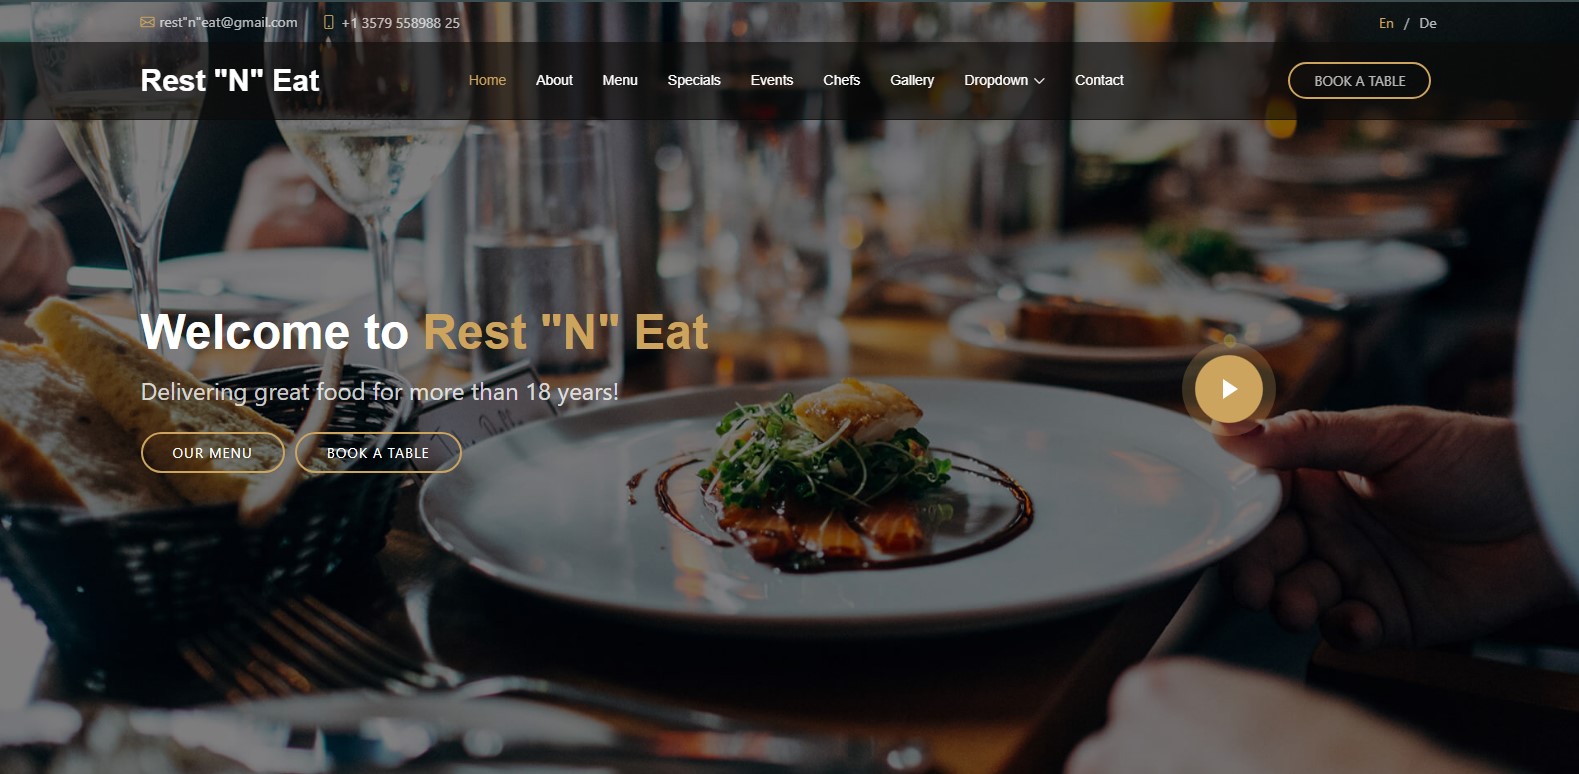 rest"n"eat@gmail.com +1 3579 558988 25 En / De
Rest "N" Eat Home About Menu Specials Events Chefs Gallery Dropdown Contact BOOK A TABLE
Welcome to Rest "N" Eat
Delivering great food for more than 18 years!
OUR MENU BOOK A TABLE